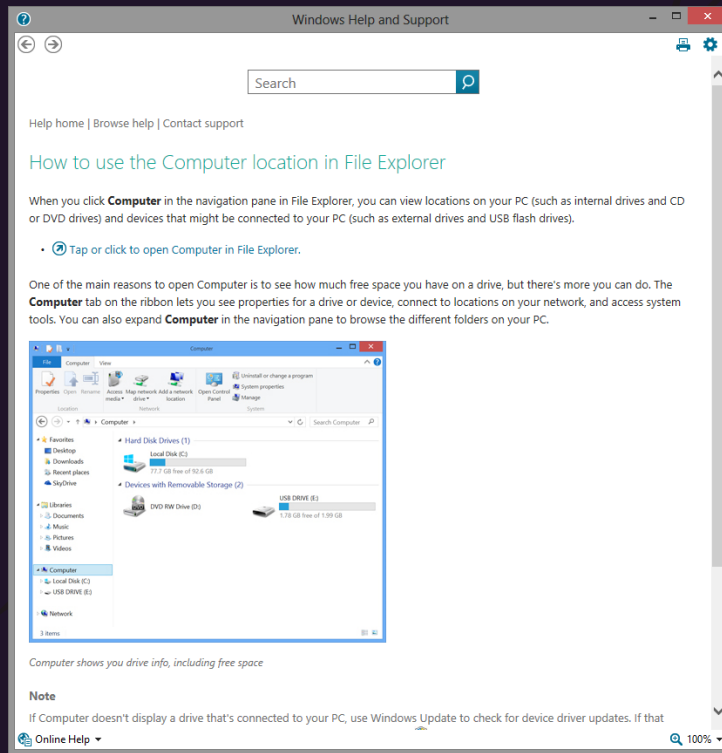 Windows Help and Support
Search
Help home | Browse help | Contact support
How to use the Computer location in File Explorer
When you click Computer in the navigation pane in File Explorer, you can view locations on your PC (such as internal drives and CD
or DVD drives) and devices that might be connected to your PC (such as external drives and USB flash drives).
• Tap or click to open Computer in File Explorer.
One of the main reasons to open Computer is to see how much free space you have on a drive, but there's more you can do. The
Computer tab on the ribbon lets you see properties for a drive or device, connect to locations on your network, and access system
tools. You can also expand Computer in the navigation pane to browse the different folders on your PC.
Computer
File Computer View
Properties Open Rename Access media Map network drive Add a network location Open Control Panel
Uninstall or change a program
System properties
Manage
Location Network System
Computer Search Computer
Favorites
Desktop
Downloads
Recent places
SkyDrive
Libraries
Documents
Music
Pictures
Videos
Computer
Local Disk (C:)
USB DRIVE (E:)
Network
Hard Disk Drives (1)
Local Disk (C:)
77.7 GB free of 92.6 GB
Devices with Removable Storage (2)
DVD RW Drive (D:)
USB DRIVE (E:)
1.78 GB free of 1.99 GB
3 items
Computer shows you drive info, including free space
Note
If Computer doesn't display a drive that's connected to your PC, use Windows Update to check for device driver updates. If that
Online Help
100%